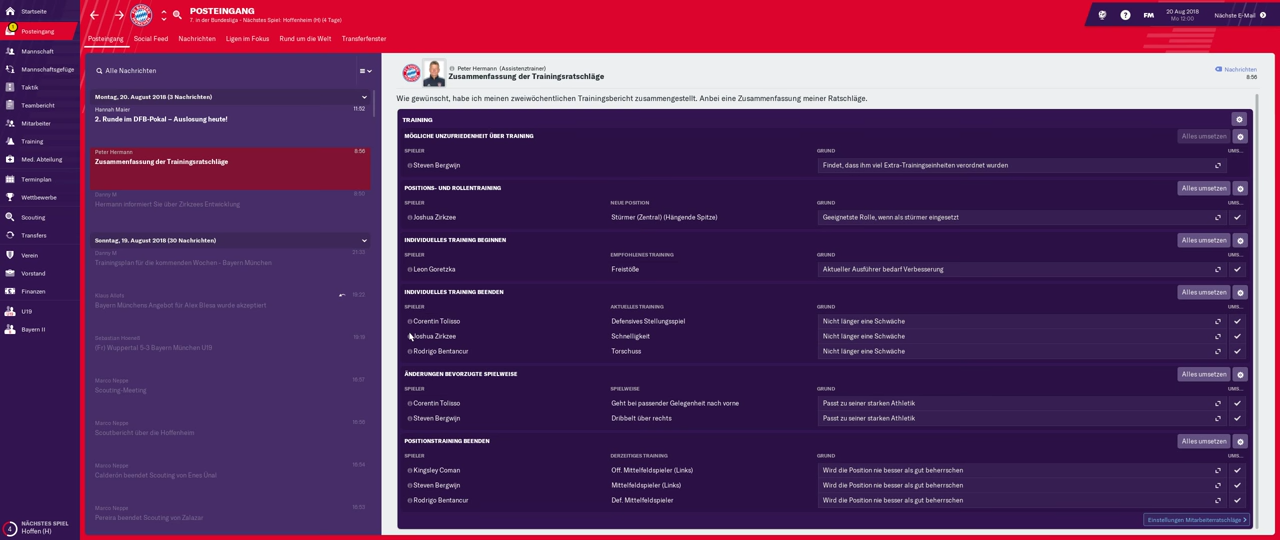 Startseite
Posteingang
Mannschaft
Mannschaftsgefüge
Taktik
Teambericht
Mitarbeiter
Training
Med. Abteilung
Terminplan
Wettbewerbe
Scouting
Transfers
Verein
Vorstand
Finanzen
U19
Bayern II
4 NÄCHSTES SPIEL
Hoffen (H)
POSTEINGANG
7. in der Bundesliga - Nächstes Spiel: Hoffenheim (H) (4 Tage)
FM
20 Aug 2018
Mo 12:00
Nächste E-Mail
Posteingang Social Feed Nachrichten Ligen im Fokus Rund um die Welt Transferfenster
Alle Nachrichten
Montag, 20. August 2018 (3 Nachrichten)
Hannah Maier 11:52
2. Runde im DFB-Pokal – Auslosung heute!
Peter Hermann 8:56
Zusammenfassung der Trainingsratschläge
Danny M
Hermann informiert Sie über Zirkzees Entwicklung
Sonntag, 19. August 2018 (30 Nachrichten)
Danny M
Trainingsplan für die kommenden Wochen - Bayern München
Bayern Münchens Angebot für Alex Blesa wurde akzeptiert
(Fr) Wuppertal 5-3 Bayern München U19
Marco Neppe
Scouting-Meeting
Marco Neppe
Scoutbericht über die Hoffenheim
Marco Neppe
Calderón beendet Scouting von Enes Ünal
Marco Neppe
Pereira beendet Scouting von Zelazar
Peter Hermann (Assistenztrainer)
Zusammenfassung der Trainingsratschläge
Nachrichten
8:56
Wie gewünscht, habe ich meinen zweiwöchentlichen Trainingsbericht zusammengestellt. Anbei eine Zusammenfassung meiner Ratschläge.
TRAINING
MÖGLICHE UNZUFRIEDENHEIT ÜBER TRAINING Alles umsetzen
SPIELER GRUND UMS...
Steven Bergwijn Findet, dass ihm viel Extra-Trainingseinheiten verordnet wurden
POSITIONS- UND ROLLENTRAINING Alles umsetzen
SPIELER NEUE POSITION GRUND UMS...
Joshua Zirkzee Stürmer (Zentral) (Hängende Spitze) Geeignetste Rolle, wenn als stürmer eingesetzt
INDIVIDUELLES TRAINING BEGINNEN Alles umsetzen
SPIELER EMPFOHLENES TRAINING GRUND UMS...
Leon Goretzka Freistöße Aktueller Ausführer bedarf Verbesserung
INDIVIDUELLES TRAINING BEENDEN Alles umsetzen
SPIELER AKTUELLES TRAINING GRUND UMS...
Corentin Tolisso Defensives Stellungsspiel Nicht länger eine Schwäche
Joshua Zirkzee Schnelligkeit Nicht länger eine Schwäche
Rodrigo Bentancur Torschuss Nicht länger eine Schwäche
ÄNDERUNGEN BEVORZUGTE SPIELWEISE Alles umsetzen
SPIELER SPIELWEISE GRUND UMS...
Corentin Tolisso Geht bei passender Gelegenheit nach vorne Passt zu seiner starken Athletik
Steven Bergwijn Dribbelt über rechts Passt zu seiner starken Athletik
POSITIONSTRAINING BEENDEN Alles umsetzen
SPIELER DERZEITIGES TRAINING GRUND UMS...
Kingsley Coman Off. Mittelfeldspieler (Links) Wird die Position nie besser als gut beherrschen
Steven Bergwijn Mittelfeldspieler (Links) Wird die Position nie besser als gut beherrschen
Rodrigo Bentancur Def. Mittelfeldspieler Wird die Position nie besser als gut beherrschen
Einstellungen Mitarbeiterratschläge